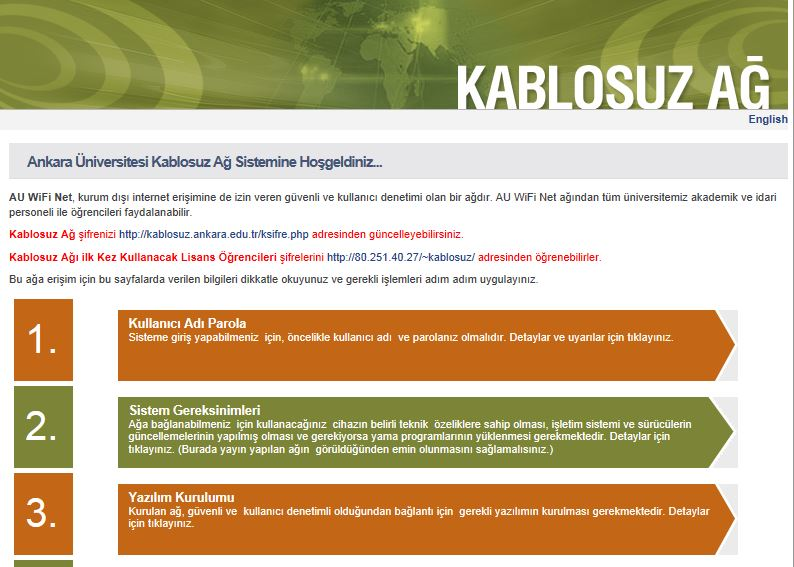 KABLOSUZ AĞ
English
Ankara Üniversitesi Kablosuz Ağ Sistemine Hoşgeldiniz...
AU WiFi Net, kurum dışı internet erişimine de izin veren güvenli ve kullanıcı denetimi olan bir ağdır. AU WiFi Net ağından tüm üniversitemiz akademik ve idari
personeli ile öğrencileri faydalanabilir.
Kablosuz Ağ şifrenizi http://kablosuz.ankara.edu.tr/ksifre.php adresinden güncelleyebilirsiniz.
Kablosuz Ağı ilk Kez Kullanacak Lisans Öğrencileri şifrelerini http://80.251.40.27/~kablosuz/ adresinden öğrenebilirler.
Bu ağa erişim için bu sayfalarda verilen bilgileri dikkatle okuyunuz ve gerekli işlemleri adım adım uygulayınız.
1.
Kullanıcı Adı Parola
Sisteme giriş yapabilmeniz için, öncelikle kullanıcı adı ve parolanız olmalıdır. Detaylar ve uyarılar için tıklayınız.
2.
Sistem Gereksinimleri
Ağa bağlanabilmeniz için kullanacağınız cihazın belirli teknik özeliklere sahip olması, işletim sistemi ve sürücülerin
güncellemelerinin yapılmış olması ve gerekiyorsa yama programlarının yüklenmesi gerekmektedir. Detaylar için
tıklayınız. (Burada yayın yapılan ağın görüldüğünden emin olunmasını sağlamalısınız.)
3.
Yazılım Kurulumu
Kurulan ağ, güvenli ve kullanıcı denetimli olduğundan bağlantı için gerekli yazılımın kurulması gerekmektedir. Detaylar
için tıklayınız.